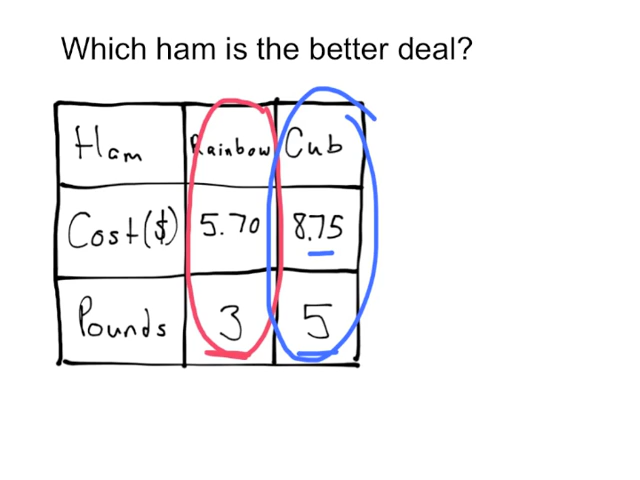 Which ham is the better deal?
Ham Rainbow Cub
Cost($) 5.70 8.75
Pounds 3 5